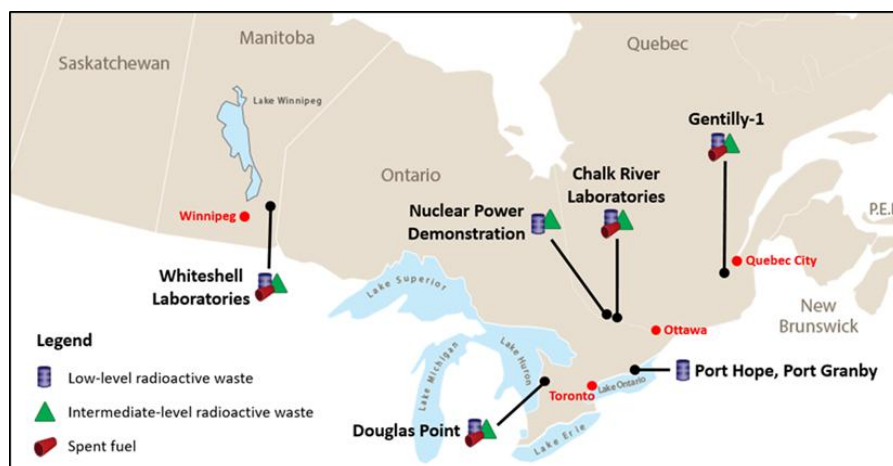 Manitoba
Quebec
Saskatchewan
Lake Winnipeg
Gentilly-1
Ontario
Chalk River
Laboratories
Nuclear Power
Demonstration
Winnipeg
P.E.I
Quebec City
Whiteshell
Laboratories
Lake Superior
New
Brunswick
Ottawa
Legend
Low-level radioactive waste
Intermediate-level radioactive waste
Spent fuel
Lake Michigan
Lake Huron
Port Hope, Port Granby
Toronto
Lake Ontario
Douglas Point
Lake Erie